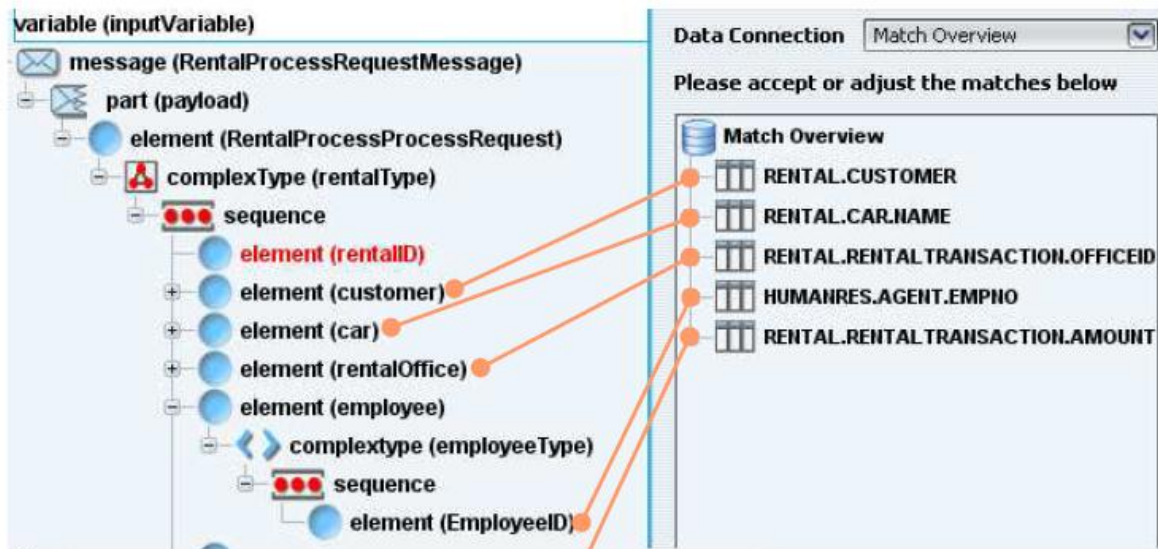 variable (inputVariable)
message (RentalProcessRequestMessage)
part (payload)
element (RentalProcessProcessRequest)
complexType (rentalType)
sequence
element (rentalID)
element (customer)
element (car)
element (rentalOffice)
element (employee)
complextype (employeeType)
sequence
element (EmployeeID)
Data Connection Match Overview
Please accept or adjust the matches below
Match Overview
RENTAL.CUSTOMER
RENTAL.CAR.NAME
RENTAL.RENTALTRANSACTION.OFFICEID
HUMANRES.AGENT.EMPNO
RENTAL.RENTALTRANSACTION.AMOUNT